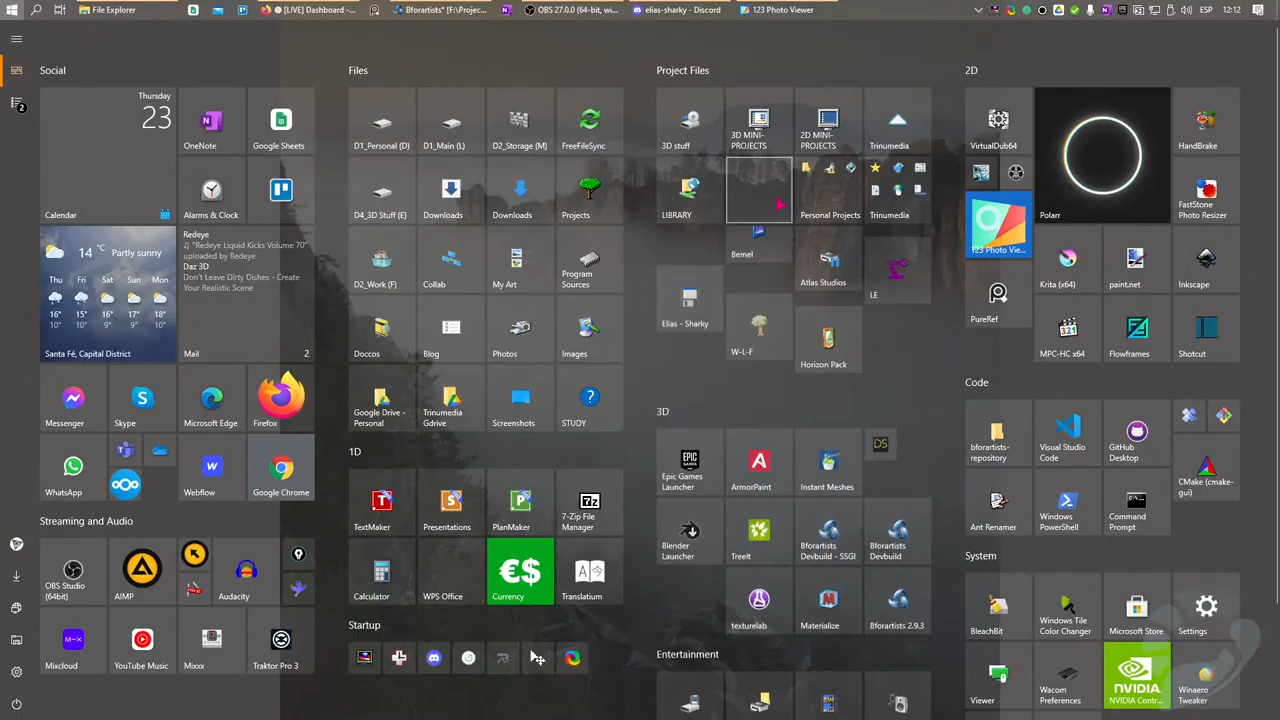 File Explorer
[LIVE] Dashboard - ...
Bforartists* [F:\Projec...
OBS 27.0.0 (64-bit, wi...
elias-sharky - Discord
123 Photo Viewer
ESP
12:12
Social
Thursday
23
Calendar
OneNote
Google Sheets
Alarms & Clock
14 °C Partly sunny
Thu Fri Sat Sun Mon
16° 15° 16° 17° 18°
10° 10° 10° 10° 10°
Santa Fé, Capital District
Redeye
♫ "Redeye Liquid Kicks Volume 70"
uploaded by Redeye
Daz 3D
Don't Leave Dirty Dishes - Create
Your Realistic Scene
Mail 2
Messenger
Skype
Microsoft Edge
Firefox
WhatsApp
Webflow
Google Chrome
Streaming and Audio
OBS Studio
(64bit)
AIMP
Audacity
Mixcloud
YouTube Music
Mixxx
Traktor Pro 3
Files
D1_Personal (D)
D1_Main (L)
D2_Storage (M)
FreeFileSync
D4_3D Stuff (E)
Downloads
Downloads
Projects
D2_Work (F)
Collab
My Art
Program
Sources
Doccos
Blog
Photos
Images
Google Drive -
Personal
Trinumedia
Gdrive
Screenshots
STUDY
1D
TextMaker
Presentations
PlanMaker
7-Zip File
Manager
Calculator
WPS Office
€$
Currency
Translatium
Startup
Project Files
3D stuff
3D MINI-
PROJECTS
2D MINI-
PROJECTS
Trinumedia
LIBRARY
Personal Projects
Trinumedia
Bemel
Atlas Studios
LE
Elias - Sharky
W-L-F
Horizon Pack
3D
Epic Games
Launcher
ArmorPaint
Instant Meshes
DS
Blender
Launcher
TreeIt
Bforartists
Devbuild - SSGI
Bforartists
Devbuild
texturelab
Materialize
Bforartists 2.9.3
Entertainment
2D
VirtualDub64
Polarr
HandBrake
123 Photo Vie...
FastStone
Photo Resizer
Krita (x64)
paint.net
Inkscape
PureRef
MPC-HC x64
Flowframes
Shotcut
Code
bforartists-
repository
Visual Studio
Code
GitHub
Desktop
CMake (cmake-
gui)
Ant Renamer
Windows
PowerShell
Command
Prompt
System
BleachBit
Windows Tile
Color Changer
Microsoft Store
Settings
Viewer
Wacom
Preferences
NVIDIA
NVIDIA Contr...
Winaero
Tweaker
2